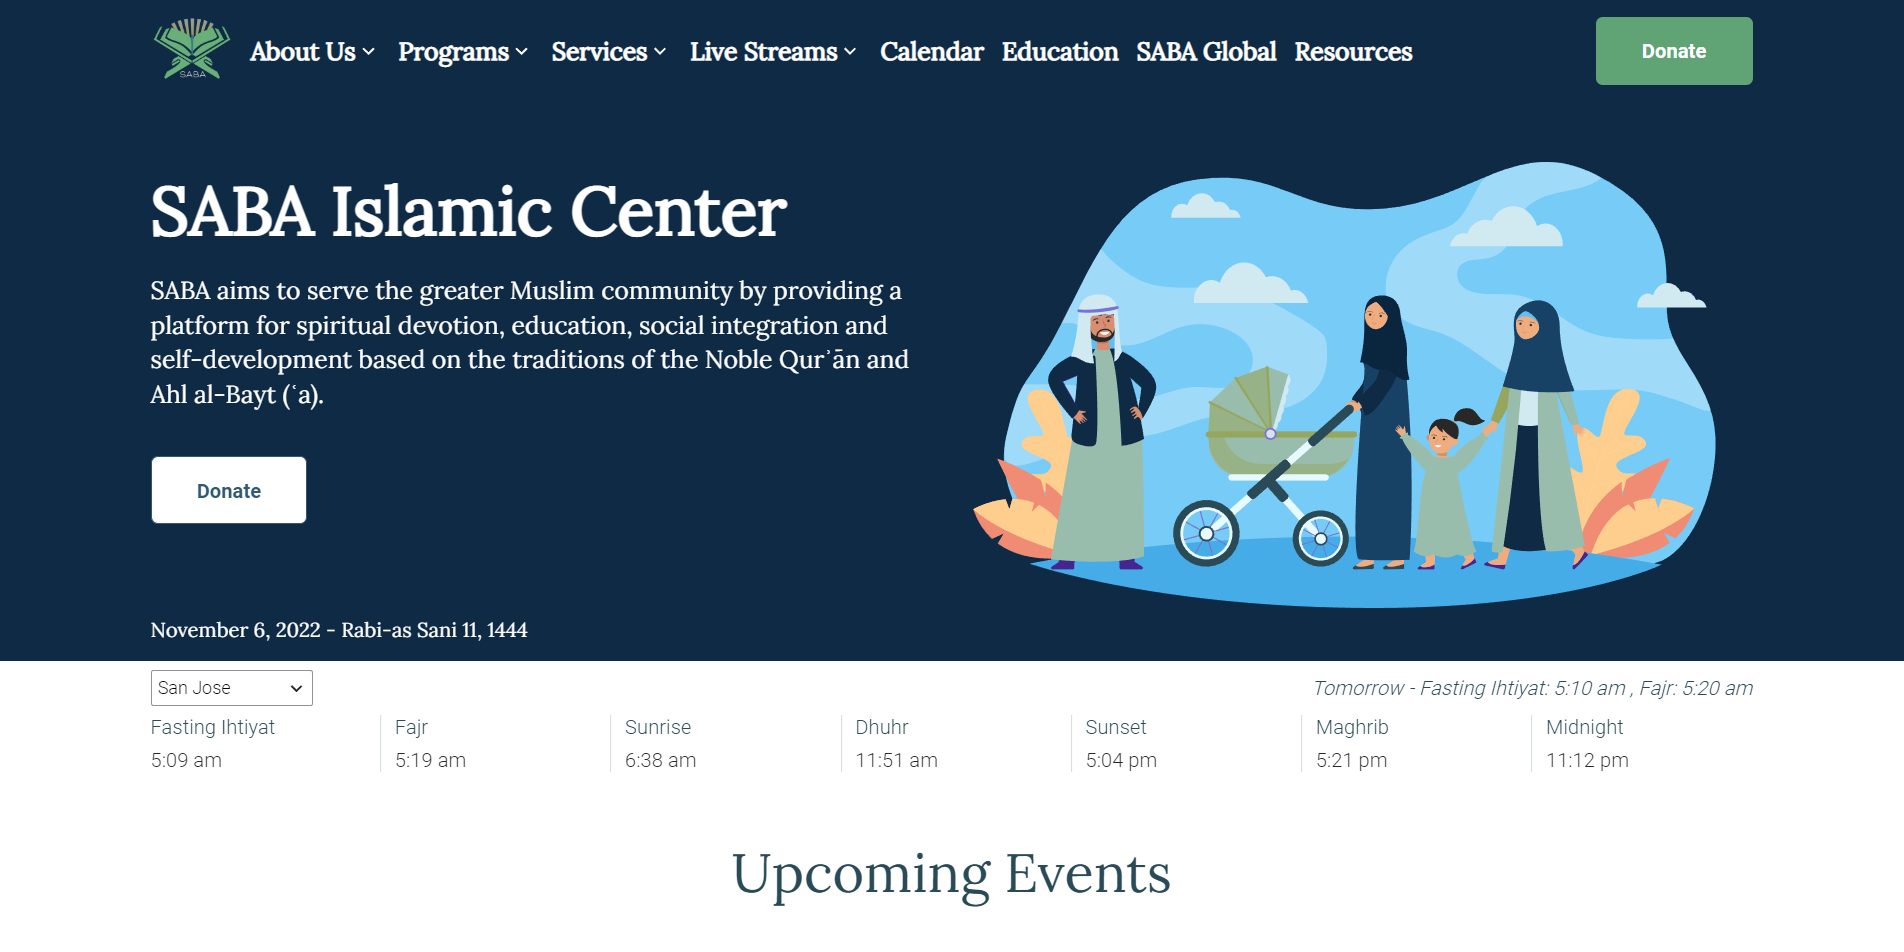 SABA
About Us
Programs
Services
Live Streams
Calendar
Education
SABA Global
Resources
Donate
SABA Islamic Center
SABA aims to serve the greater Muslim community by providing a
platform for spiritual devotion, education, social integration and
self-development based on the traditions of the Noble Qurʾān and
Ahl al-Bayt (ʿa).
Donate
November 6, 2022 - Rabi-as Sani 11, 1444
San Jose
Tomorrow - Fasting Ihtiyat: 5:10 am , Fajr: 5:20 am
Fasting Ihtiyat
5:09 am
Fajr
5:19 am
Sunrise
6:38 am
Dhuhr
11:51 am
Sunset
5:04 pm
Maghrib
5:21 pm
Midnight
11:12 pm
Upcoming Events